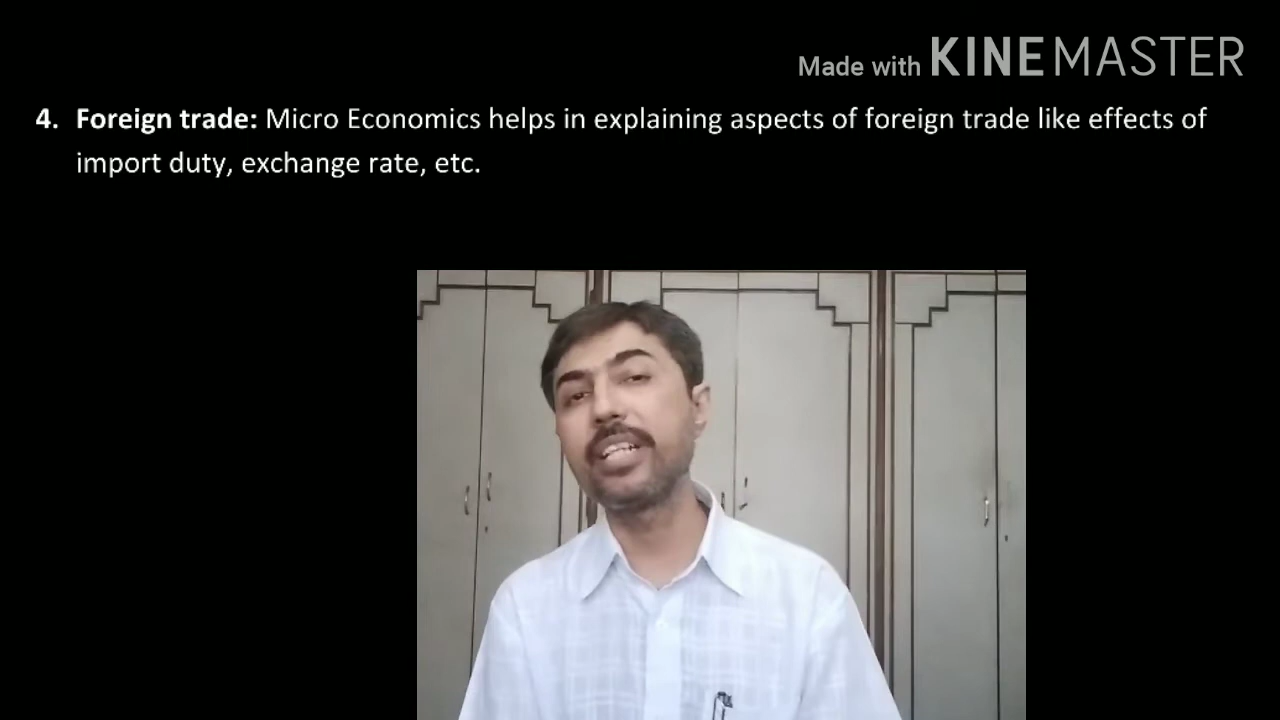 Made with KINEMASTER
4. Foreign trade: Micro Economics helps in explaining aspects of foreign trade like effects of
import duty, exchange rate, etc.